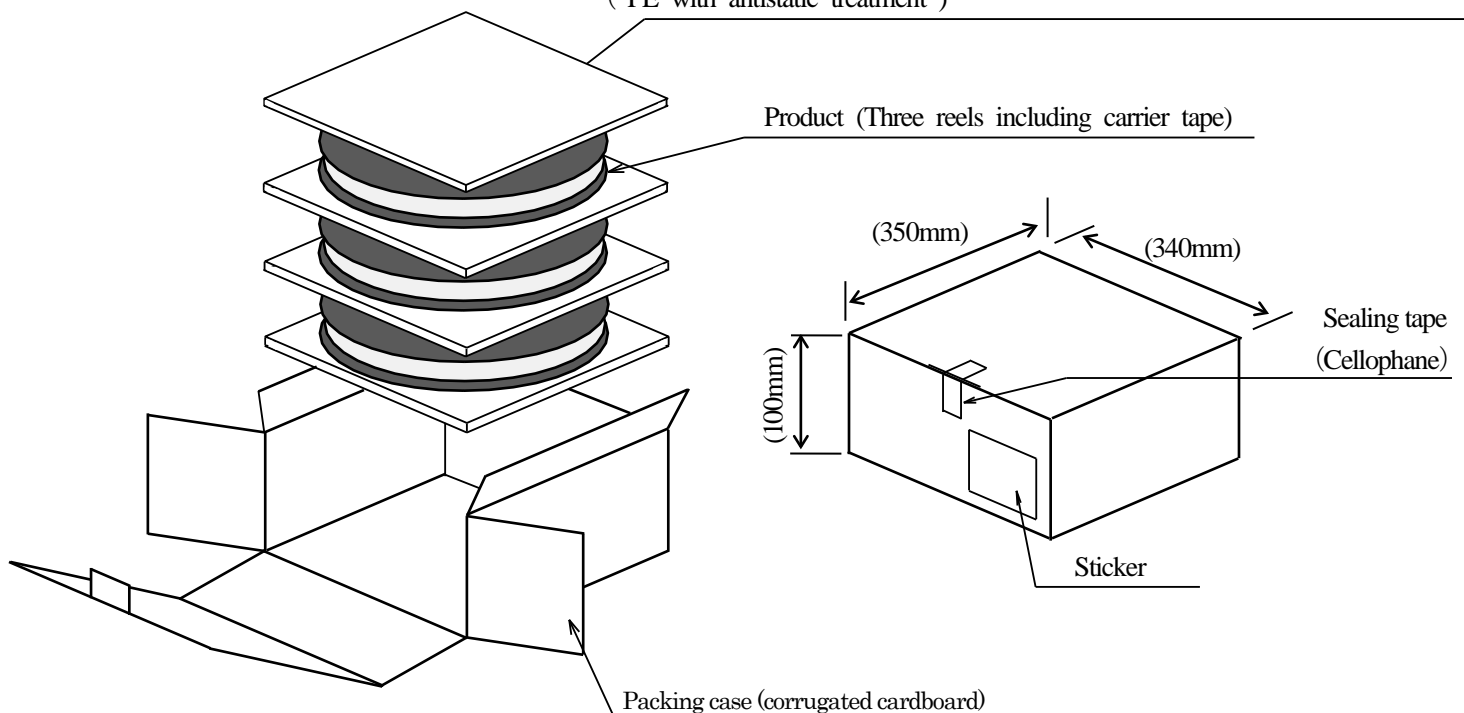 ( PE with antistatic treatment )
Product (Three reels including carrier tape)
(350mm)
(340mm)
Sealing tape
(Cellophane)
(100mm)
Sticker
Packing case (corrugated cardboard)